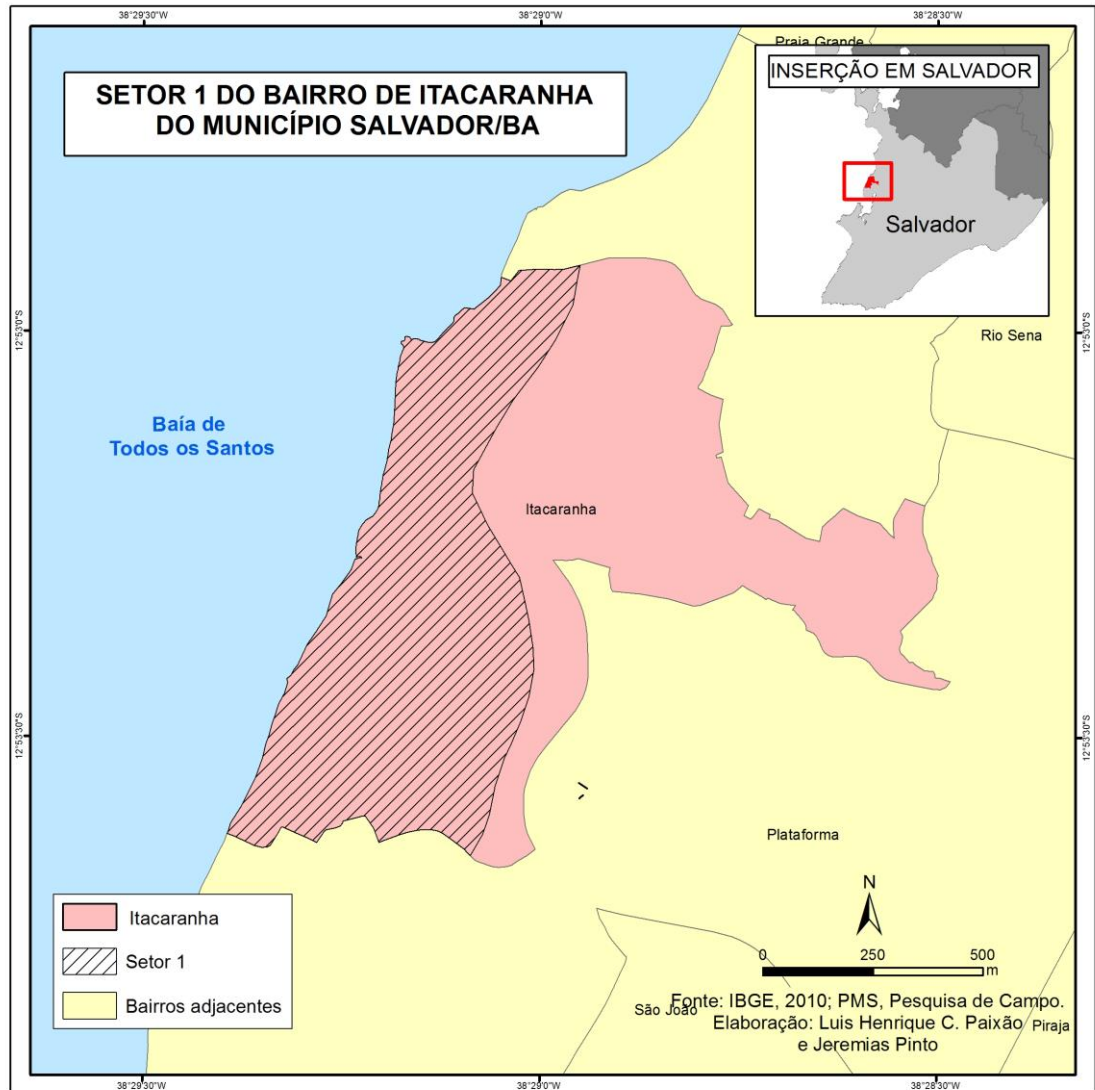 38°29'30"W
38°29'0"W
38°28'30"W
SETOR 1 DO BAIRRO DE ITACARANHA
DO MUNICÍPIO SALVADOR/BA
Praia Grande
INSERÇÃO EM SALVADOR
Salvador
12°53'0"S
12°53'0"S
Rio Sena
Baía de
Todos os Santos
Itacaranha
12°53'30"S
12°53'30"S
Plataforma
Itacaranha
Setor 1
Bairros adjacentes
N
0 250 500
m
São João
Fonte: IBGE, 2010; PMS, Pesquisa de Campo.
Elaboração: Luis Henrique C. Paixão
e Jeremias Pinto
Piraja
38°29'30"W
38°29'0"W
38°28'30"W